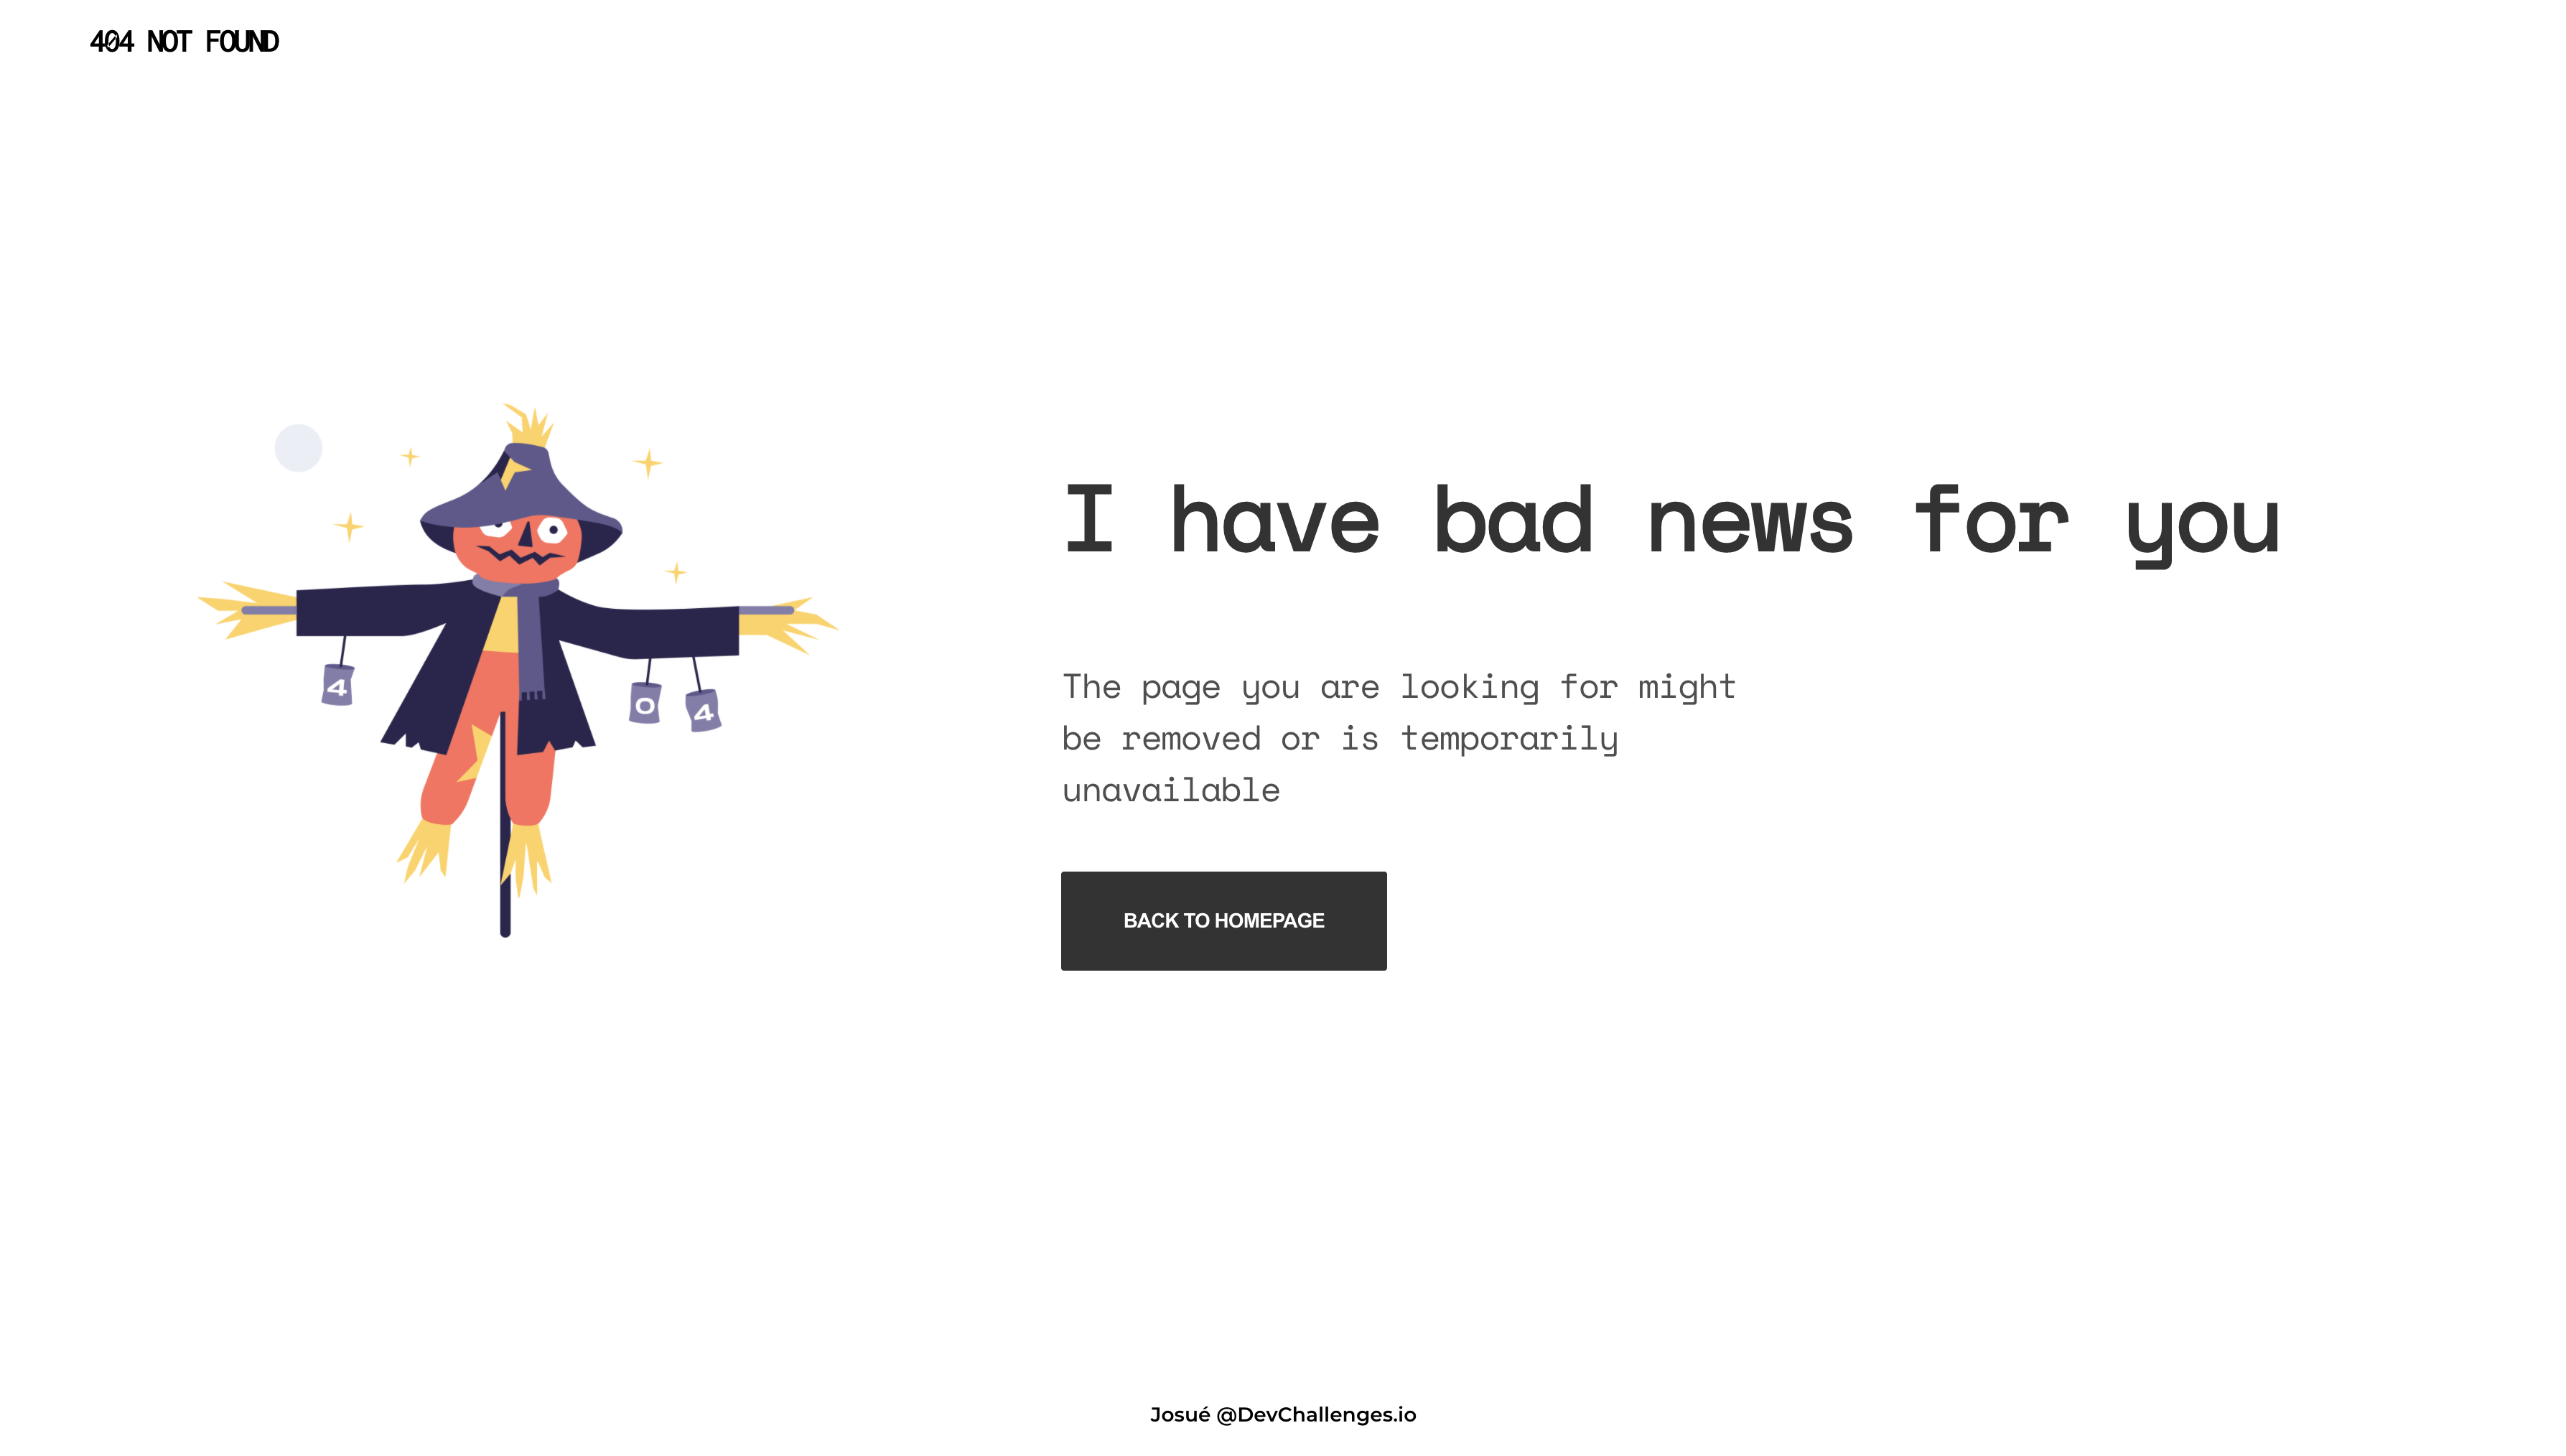 404 NOT FOUND
I have bad news for you
4
0
4
The page you are looking for might
be removed or is temporarily
unavailable
BACK TO HOMEPAGE
Josué @DevChallenges.io